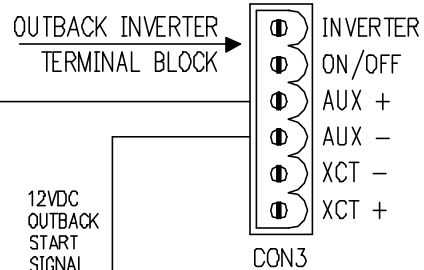 OUTBACK INVERTER
TERMINAL BLOCK
INVERTER
ON/OFF
AUX +
AUX -
XCT -
XCT +
12VDC
OUTBACK
START
SIGNAL
CON3